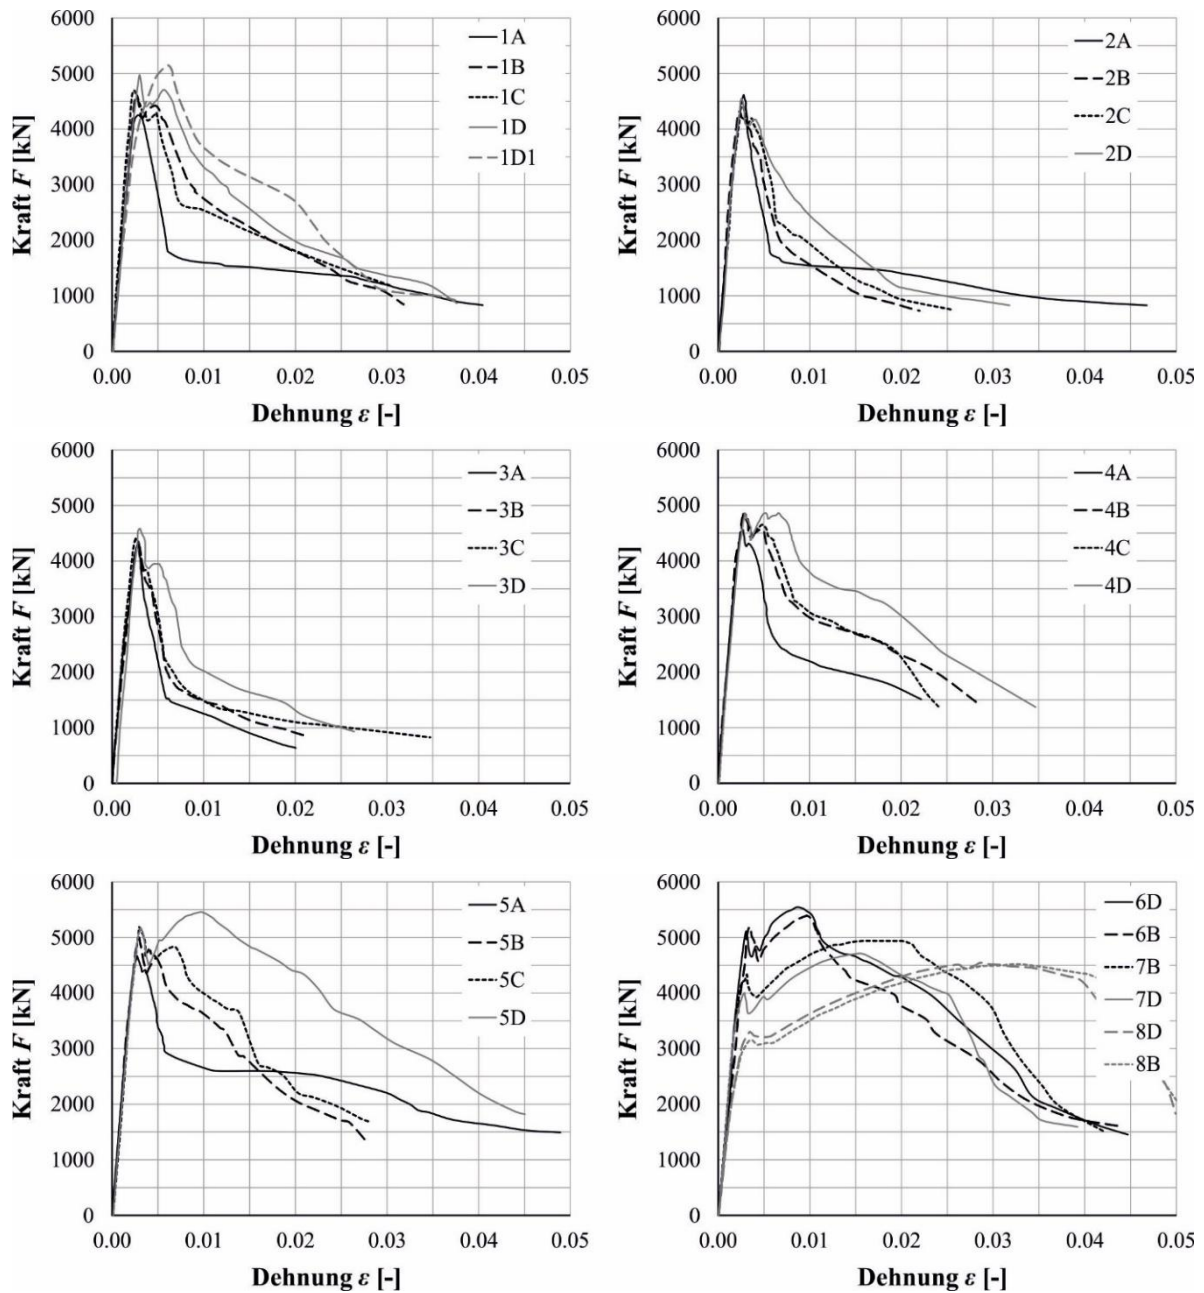 6000
5000
4000
3000
2000
1000
0
Kraft F [kN]
1A
1B
1C
1D
1D1
0.00 0.01 0.02 0.03 0.04 0.05
Dehnung ε [-]
6000
5000
4000
3000
2000
1000
0
Kraft F [kN]
2A
2B
2C
2D
0.00 0.01 0.02 0.03 0.04 0.05
Dehnung ε [-]
6000
5000
4000
3000
2000
1000
0
Kraft F [kN]
3A
3B
3C
3D
0.00 0.01 0.02 0.03 0.04 0.05
Dehnung ε [-]
6000
5000
4000
3000
2000
1000
0
Kraft F [kN]
4A
4B
4C
4D
0.00 0.01 0.02 0.03 0.04 0.05
Dehnung ε [-]
6000
5000
4000
3000
2000
1000
0
Kraft F [kN]
5A
5B
5C
5D
0.00 0.01 0.02 0.03 0.04 0.05
Dehnung ε [-]
6000
5000
4000
3000
2000
1000
0
Kraft F [kN]
6D
6B
7B
7D
8D
8B
0.00 0.01 0.02 0.03 0.04 0.05
Dehnung ε [-]